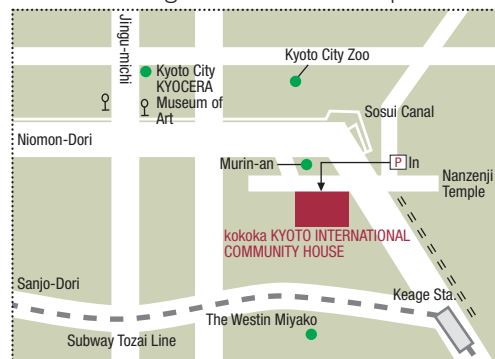 Jingu-michi
Kyoto City
KYOCERA
Museum of
Art
Kyoto City Zoo
Sosui Canal
Niomon-Dori
Murin-an
P In
Nanzenji
Temple
kokoka KYOTO INTERNATIONAL
COMMUNITY HOUSE
Sanjo-Dori
Keage Sta.
The Westin Miyako
Subway Tozai Line